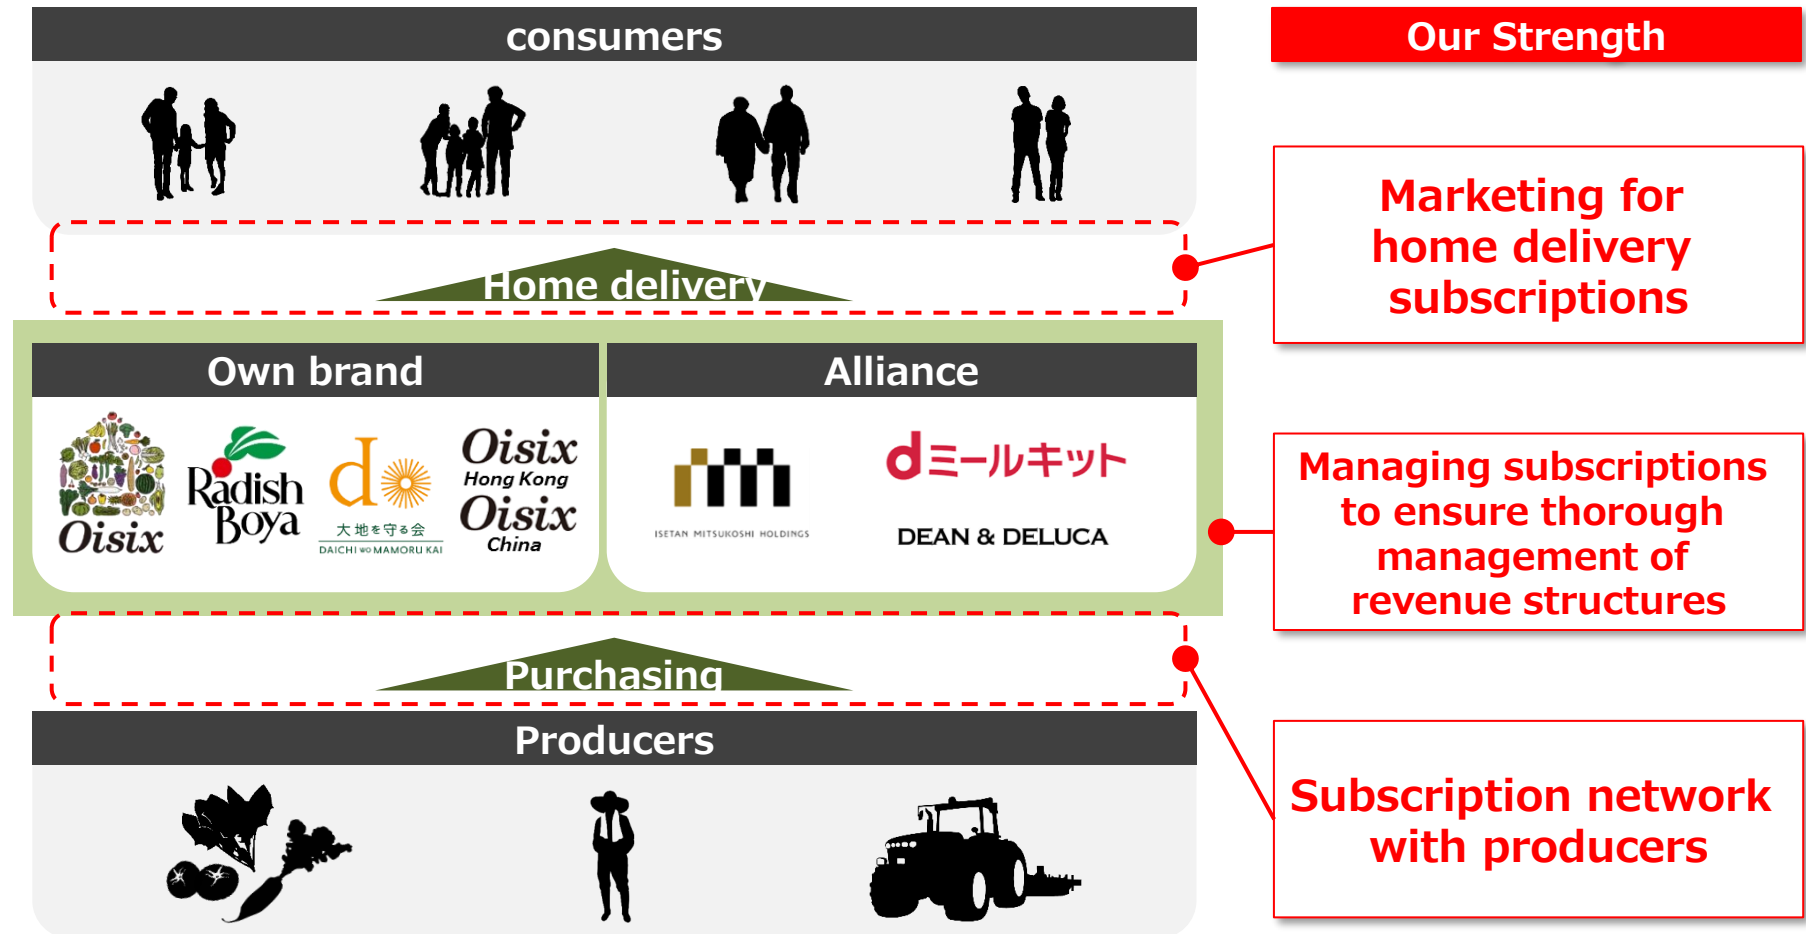 consumers
Our Strength
Marketing for
home delivery
subscriptions
Home delivery
Own brand
Alliance
Oisix
Radish
Boya
d
大地を守る会
DAICHI WO MAMORU KAI
Oisix
Hong Kong
Oisix
China
ISETAN MITSUKOSHI HOLDINGS
dミールキット
DEAN & DELUCA
Managing subscriptions
to ensure thorough
management of
revenue structures
Purchasing
Producers
Subscription network
with producers